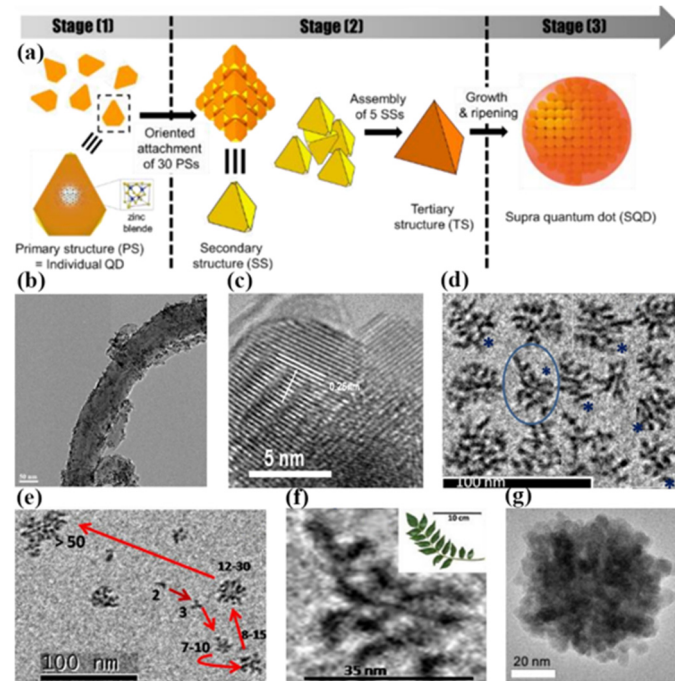 Stage (1)
Stage (2)
Stage (3)
(a)
Oriented
attachment
of 30 PSs
Assembly
of 5 SSs
Growth
& ripening
zinc
blende
Primary structure (PS)
= Individual QD
Secondary
structure (SS)
Tertiary
structure (TS)
Supra quantum dot (SQD)
(b)
(c)
(d)
5 nm
100 nm
(e)
(f)
(g)
> 50
12-30
2
3
7-10
8-15
100 nm
10 cm
35 nm
20 nm